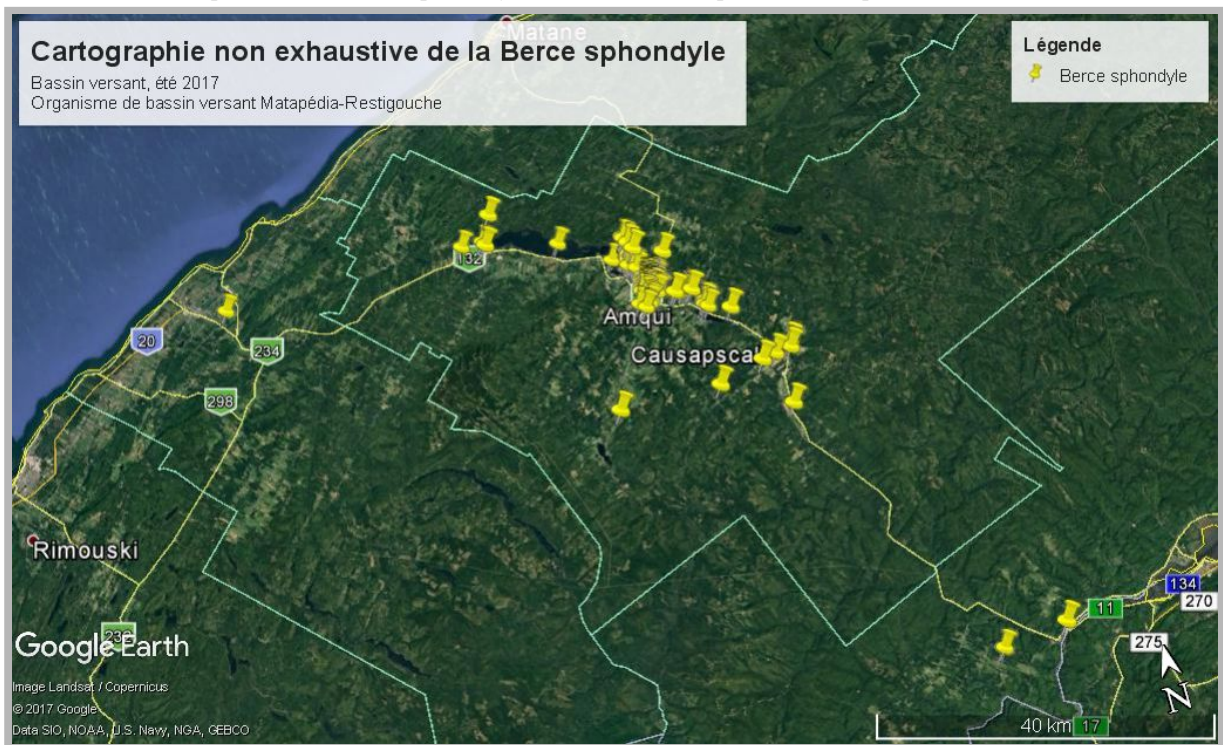 Matane
Cartographie non exhaustive de la Berce sphondyle
Bassin versant, été 2017
Organisme de bassin versant Matapédia-Restigouche
Légende
Berce sphondyle
132
20
234
298
Amqui
Causapscal
Rimouski
134
11
270
275
232
Google Earth
N
Image Landsat / Copernicus
© 2017 Google
Data SIO, NOAA, U.S. Navy, NGA, GEBCO
40 km
17